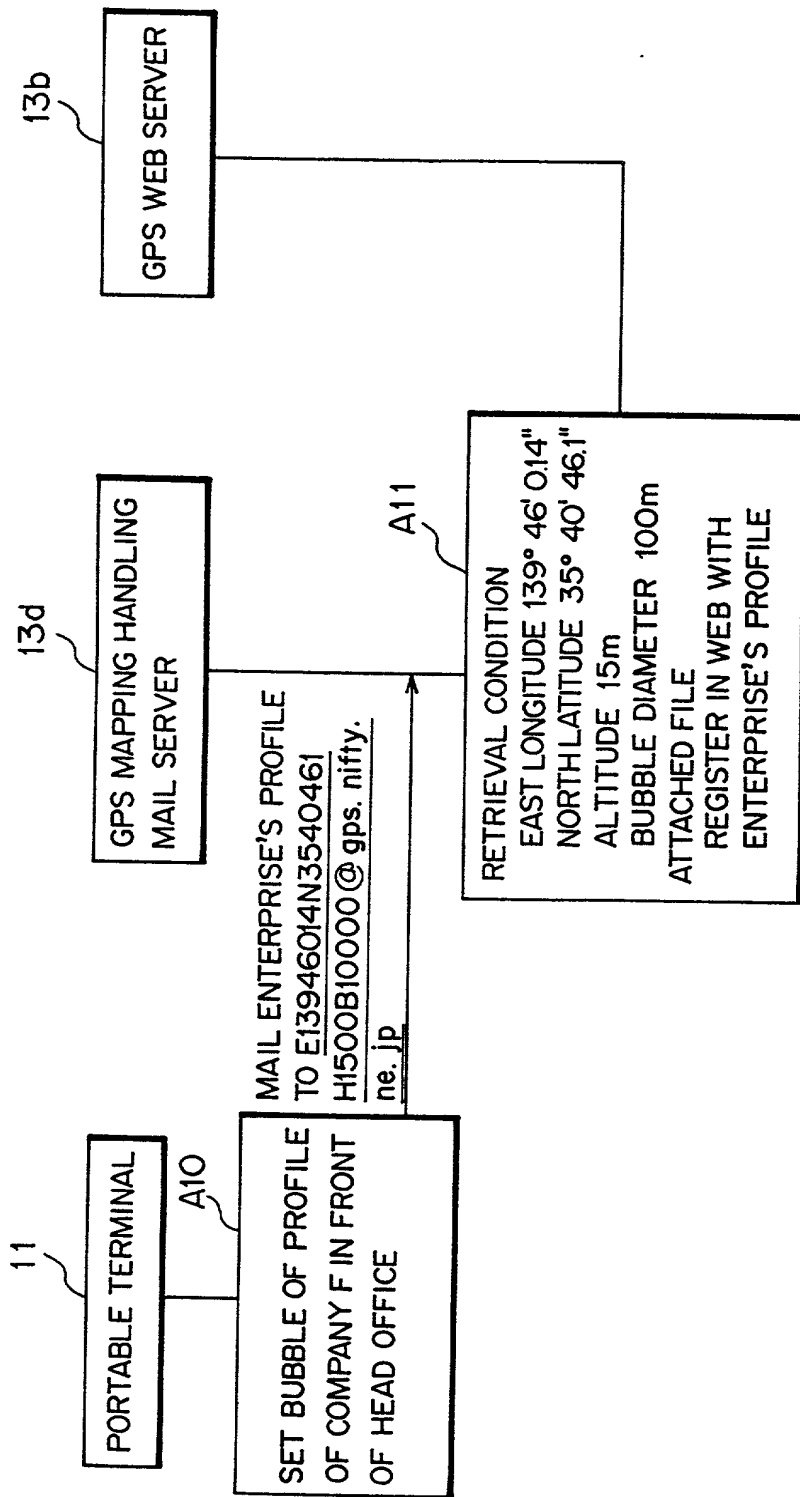 11
PORTABLE TERMINAL
13d
GPS MAPPING HANDLING
MAIL SERVER
13b
GPS WEB SERVER
A10
SET BUBBLE OF PROFILE
OF COMPANY F IN FRONT
OF HEAD OFFICE
MAIL ENTERPRISE'S PROFILE
TO E13946014N3540461
H1500B10000@gps. nifty.
ne. jp
A11
RETRIEVAL CONDITION
EAST LONGITUDE 139° 46' 0.14"
NORTH LATITUDE 35° 40' 46.1"
ALTITUDE 15m
BUBBLE DIAMETER 100m
ATTACHED FILE
REGISTER IN WEB WITH
ENTERPRISE'S PROFILE